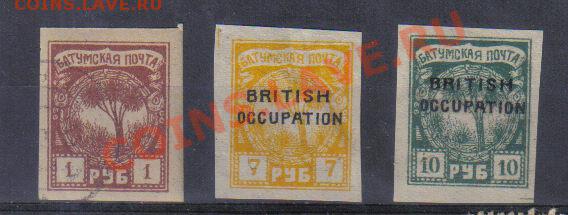 COINS.LAVE.RU
БАТУМСКАЯ ПОЧТА
1 1
РУБ
БАТУМСКАЯ ПОЧТА
BRITISH
OCCUPATION
7 7
РУБ
БАТУМСКАЯ ПОЧТА
BRITISH
OCCUPATION
10 10
РУБ
COINS.LAVE.RU